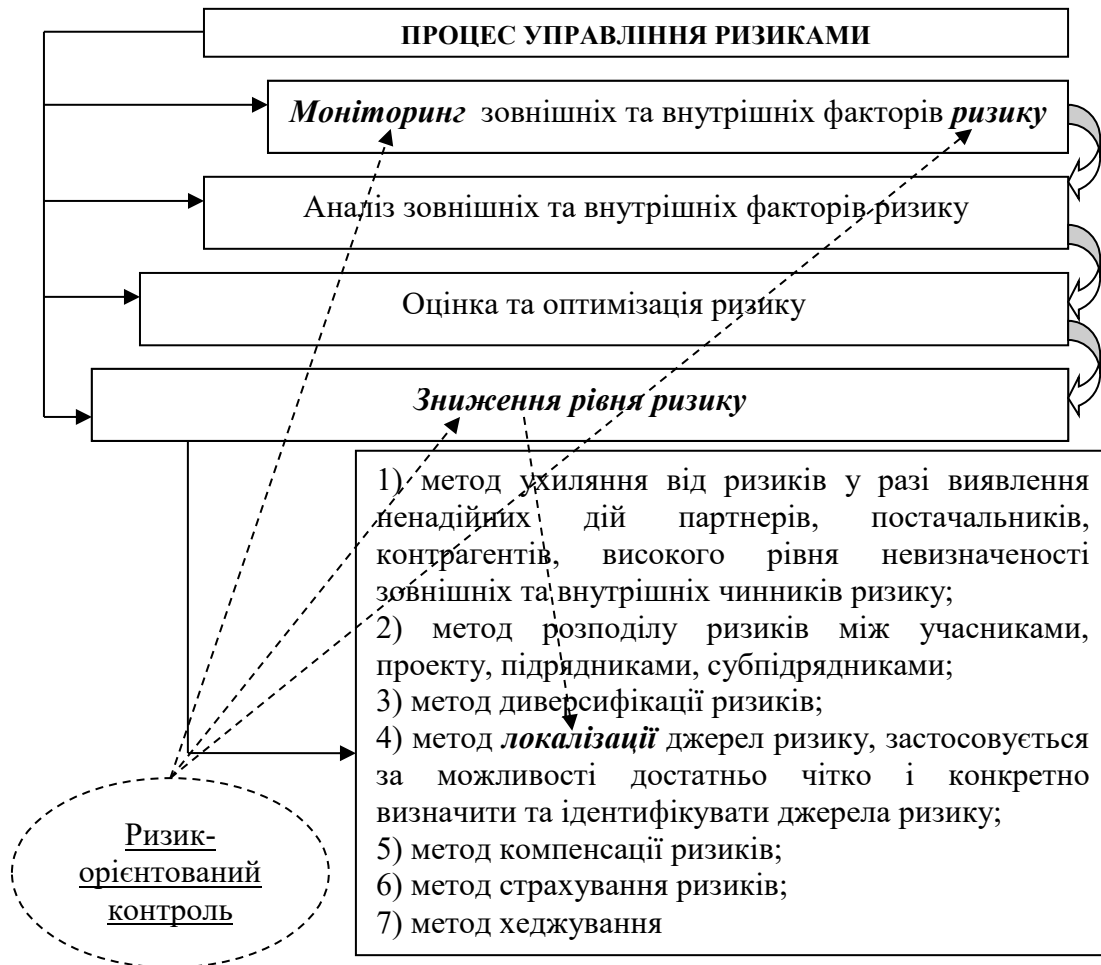 ПРОЦЕС УПРАВЛІННЯ РИЗИКАМИ
Моніторинг зовнішніх та внутрішніх факторів ризику
Аналіз зовнішніх та внутрішніх факторів ризику
Оцінка та оптимізація ризику
Зниження рівня ризику
1) метод ухиляння від ризиків у разі виявлення
ненадійних дій партнерів, постачальників,
контрагентів, високого рівня невизначеності
зовнішніх та внутрішніх чинників ризику;
2) метод розподілу ризиків між учасниками,
проекту, підрядниками, субпідрядниками;
3) метод диверсифікації ризиків;
4) метод локалізації джерел ризику, застосовується
за можливості достатньо чітко і конкретно
визначити та ідентифікувати джерела ризику;
5) метод компенсації ризиків;
6) метод страхування ризиків;
7) метод хеджування
Ризик-
орієнтований
контроль